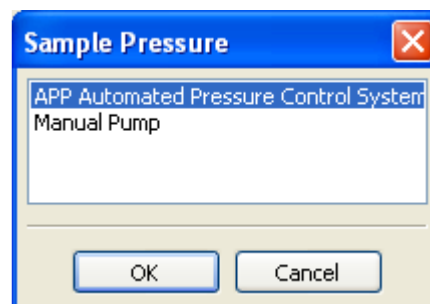 Sample Pressure
APP Automated Pressure Control System
Manual Pump
OK
Cancel